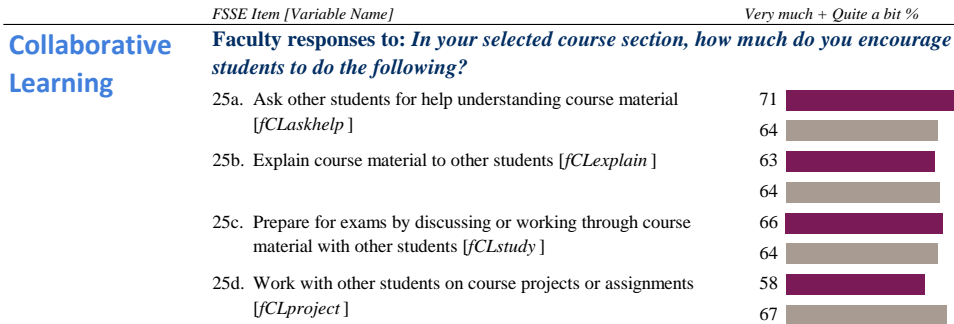 FSSE Item [Variable Name] Very much + Quite a bit %
Collaborative
Learning
Faculty responses to: In your selected course section, how much do you encourage
students to do the following?
25a. Ask other students for help understanding course material 71
[fCLaskhelp ] 64
25b. Explain course material to other students [fCLexplain ] 63
64
25c. Prepare for exams by discussing or working through course 66
material with other students [fCLstudy ] 64
25d. Work with other students on course projects or assignments 58
[fCLproject ] 67